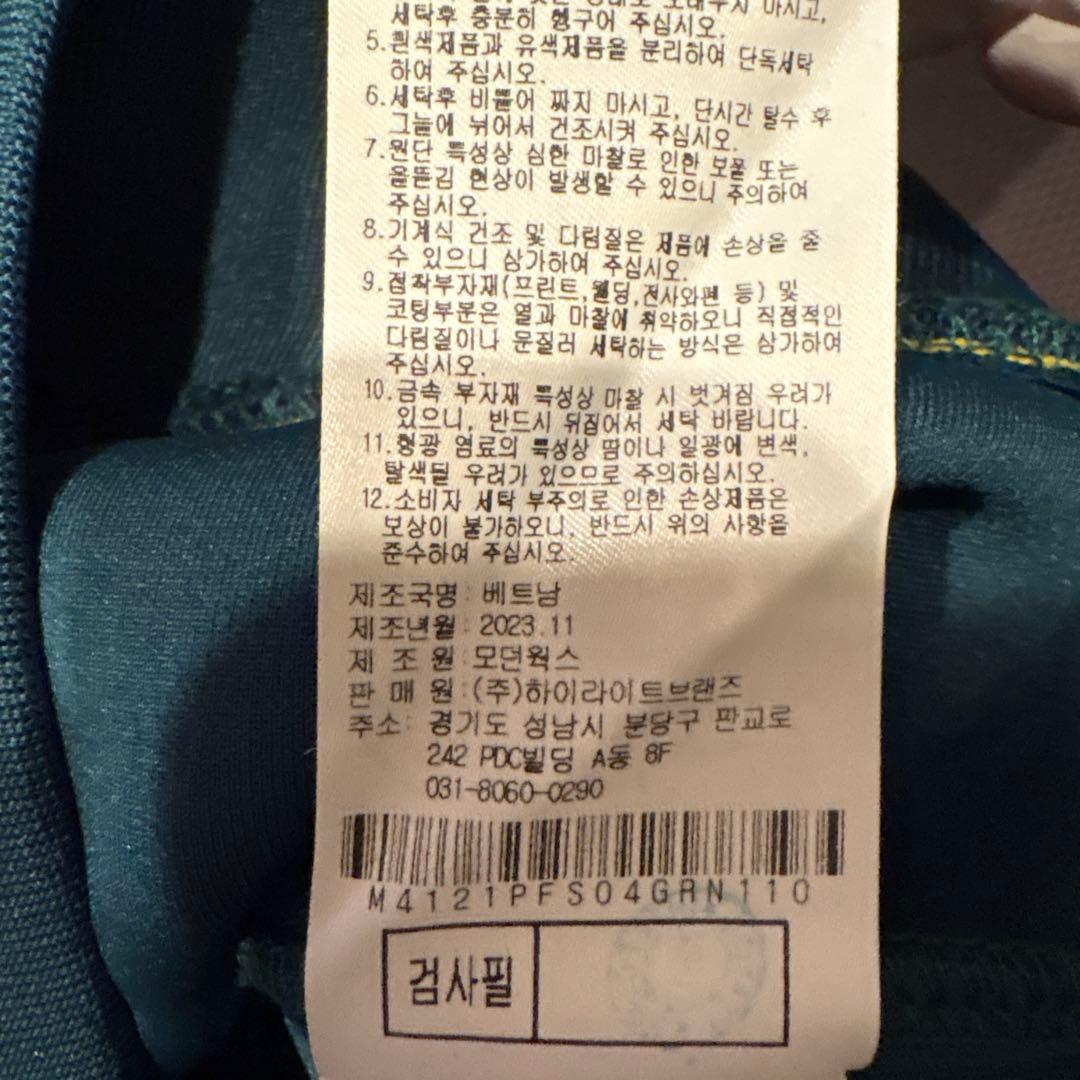 마시고,
세탁후 충분히 헹구어 주십시오.
5.흰색제품과 유색제품을 분리하여 단독세탁
하여 주십시오.
6.세탁후 비틀어 짜지 마시고, 단시간 탈수 후
그늘에 뉘어서 건조시켜 주십시오.
7.원단 특성상 심한 마찰로 인한 보풀 또는
올뜯김 현상이 발생할 수 있으니 주의하여
주십시오.
8.기계식 건조 및 다림질은 제품에 손상을 줄
수 있으니 삼가하여 주십시오.
9.접착부자재(프린트,웰딩,전사와펜 등) 및
코팅부분은 열과 마찰에 취약하오니 직접적인
다림질이나 문질러 세탁하는 방식은 삼가하여
주십시오.
10.금속 부자재 특성상 마찰 시 벗겨짐 우려가
있으니, 반드시 뒤집어서 세탁 바랍니다.
11.형광 염료의 특성상 땀이나 일광에 변색,
탈색될 우려가 있으므로 주의하십시오.
12.소비자 세탁 부주의로 인한 손상제품은
보상이 불가하오니, 반드시 위의 사항을
준수하여 주십시오.
제조국명: 베트남
제조년월: 2023.11
제 조 원:모던웍스
판 매 원:(주)하이라이트브랜즈
주소: 경기도 성남시 분당구 판교로
242 PDC빌딩 A동 8F
031-8060-0290
M4121PFS04GRN110
검사필